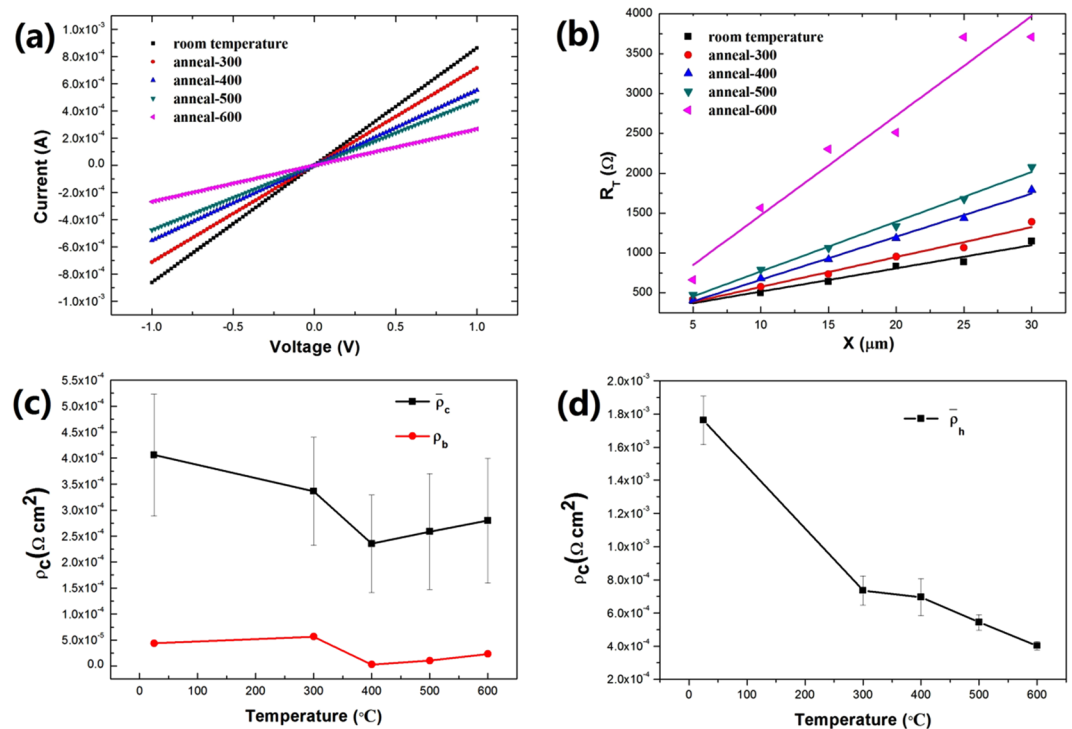 (a)
1.0x10⁻³
8.0x10⁻⁴
6.0x10⁻⁴
4.0x10⁻⁴
2.0x10⁻⁴
0.0
-2.0x10⁻⁴
-4.0x10⁻⁴
-6.0x10⁻⁴
-8.0x10⁻⁴
-1.0x10⁻³
Current (A)
room temperature
anneal-300
anneal-400
anneal-500
anneal-600
-1.0 -0.5 0.0 0.5 1.0
Voltage (V)
(b)
4000
3500
3000
2500
2000
1500
1000
500
R_T (Ω)
room temperature
anneal-300
anneal-400
anneal-500
anneal-600
5 10 15 20 25 30
X (μm)
(c)
5.5x10⁻⁴
5.0x10⁻⁴
4.5x10⁻⁴
4.0x10⁻⁴
3.5x10⁻⁴
3.0x10⁻⁴
2.5x10⁻⁴
2.0x10⁻⁴
1.5x10⁻⁴
1.0x10⁻⁴
5.0x10⁻⁵
0.0
ρc(Ω cm²)
ρ̄_c
ρ_b
0 100 200 300 400 500 600
Temperature (°C)
(d)
2.0x10⁻³
1.8x10⁻³
1.6x10⁻³
1.4x10⁻³
1.2x10⁻³
1.0x10⁻³
8.0x10⁻⁴
6.0x10⁻⁴
4.0x10⁻⁴
2.0x10⁻⁴
ρc(Ω cm²)
ρ̄_h
0 100 200 300 400 500 600
Temperature (°C)